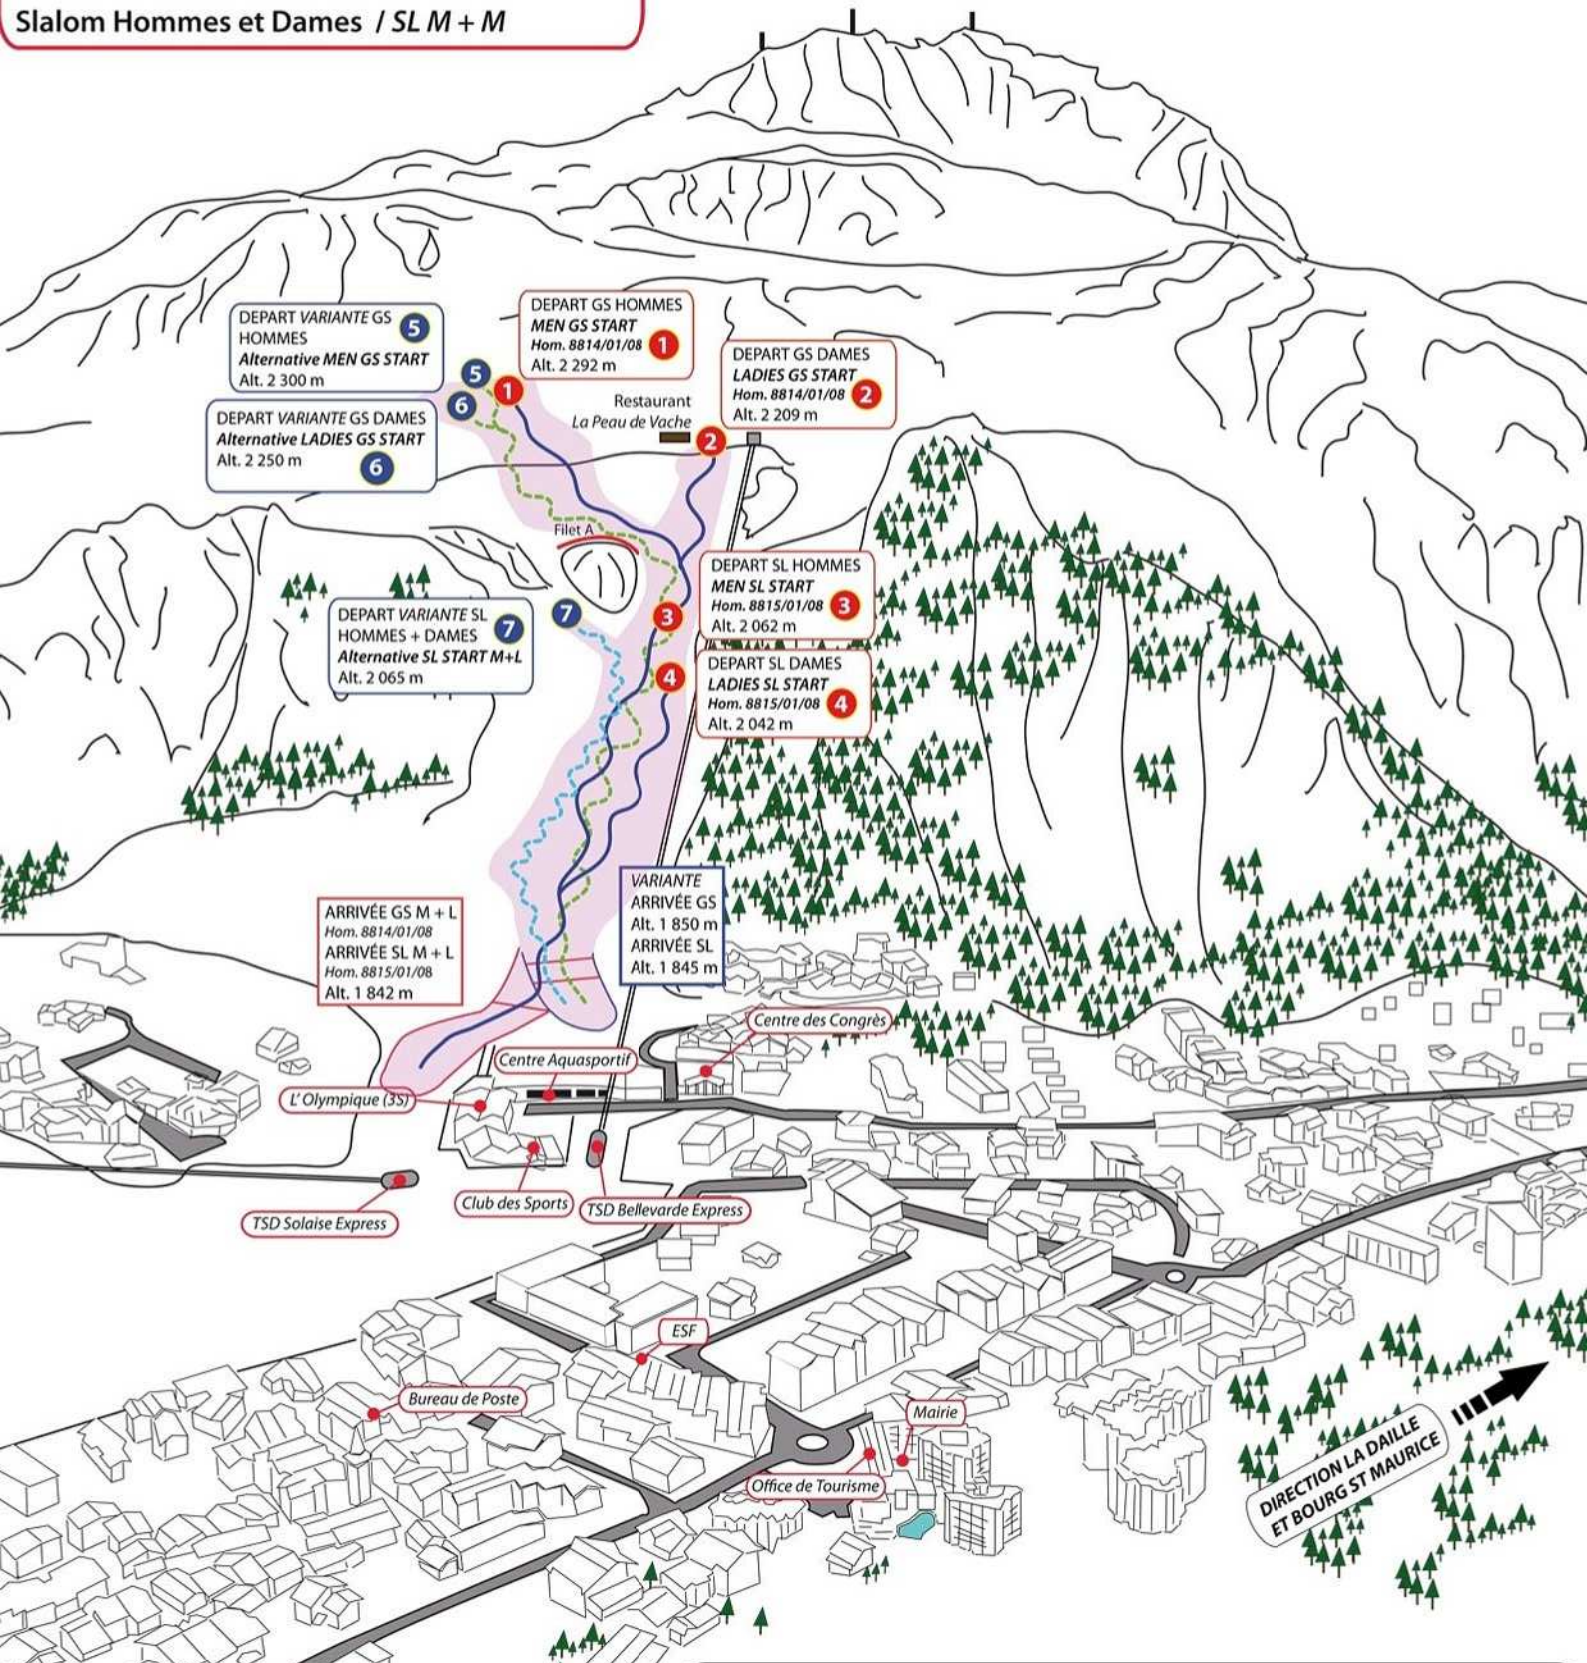 Slalom Hommes et Dames / SL M + M
DEPART VARIANTE GS
HOMMES
Alternative MEN GS START
Alt. 2 300 m
5
DEPART GS HOMMES
MEN GS START
Hom. 8814/01/08
Alt. 2 292 m
1
DEPART GS DAMES
LADIES GS START
Hom. 8814/01/08
Alt. 2 209 m
2
5
1
6
Restaurant
La Peau de Vache
2
DEPART VARIANTE GS DAMES
Alternative LADIES GS START
Alt. 2 250 m
6
Filet A
DEPART SL HOMMES
MEN SL START
Hom. 8815/01/08
Alt. 2 062 m
3
DEPART VARIANTE SL
HOMMES + DAMES
Alternative SL START M+L
Alt. 2 065 m
7
7
3
4
DEPART SL DAMES
LADIES SL START
Hom. 8815/01/08
Alt. 2 042 m
4
VARIANTE
ARRIVÉE GS
Alt. 1 850 m
ARRIVÉE SL
Alt. 1 845 m
ARRIVÉE GS M + L
Hom. 8814/01/08
ARRIVÉE SL M + L
Hom. 8815/01/08
Alt. 1 842 m
Centre des Congrès
Centre Aquasportif
L' Olympique (3S)
Club des Sports
TSD Bellevarde Express
TSD Solaise Express
ESF
Bureau de Poste
Mairie
Office de Tourisme
DIRECTION LA DAILLE
ET BOURG ST MAURICE